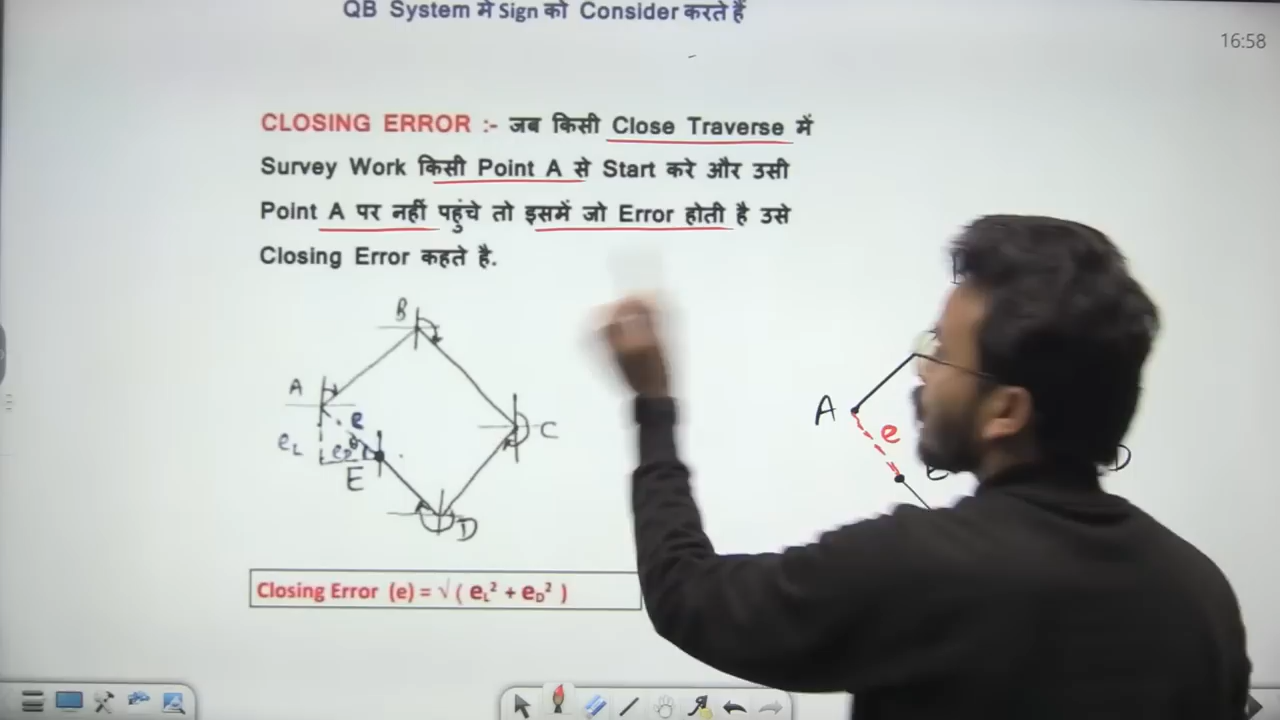 QB System में Sign को Consider करते हैं
16:58
CLOSING ERROR :- जब किसी Close Traverse में
Survey Work किसी Point A से Start करे और उसी
Point A पर नहीं पहुंचे तो इसमें जो Error होती है उसे
Closing Error कहते है.
B
A
e
eL
eD θ
E
C
D
A
e
D
Closing Error (e) = √ ( eL² + eD² )